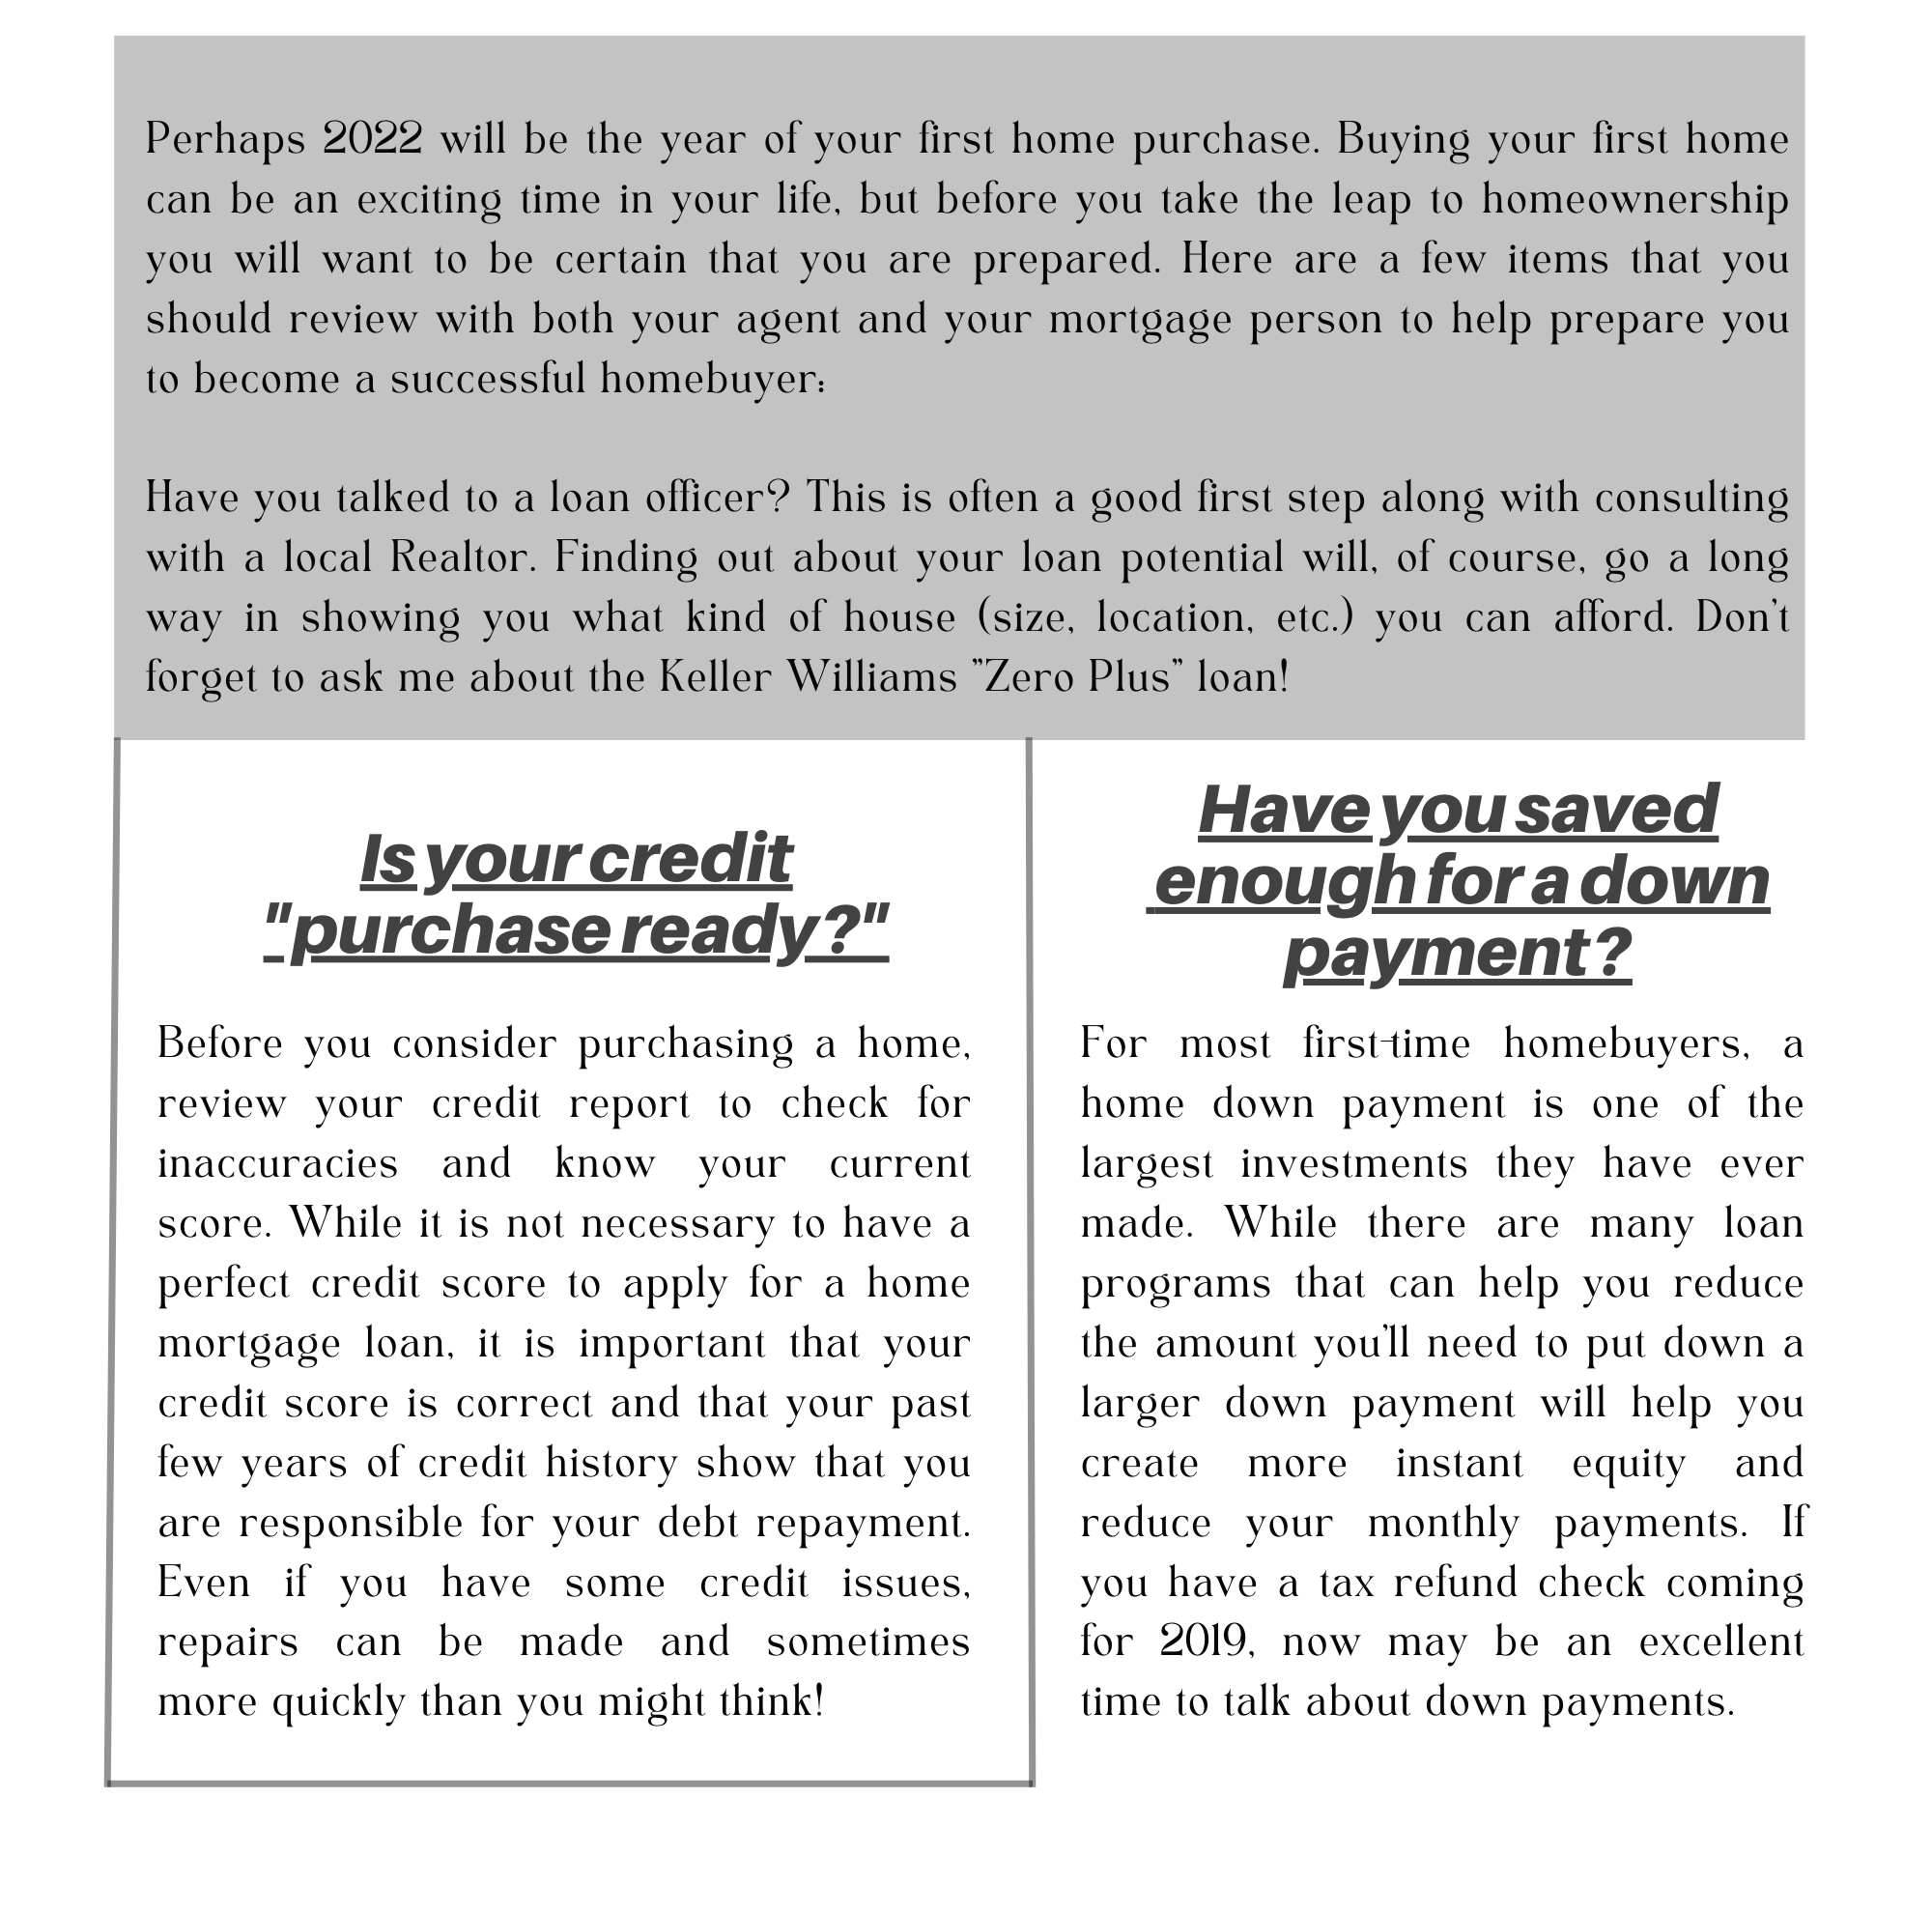 Perhaps 2022 will be the year of your first home purchase. Buying your first home
can be an exciting time in your life, but before you take the leap to homeownership
you will want to be certain that you are prepared. Here are a few items that you
should review with both your agent and your mortgage person to help prepare you
to become a successful homebuyer:
Have you talked to a loan officer? This is often a good first step along with consulting
with a local Realtor. Finding out about your loan potential will, of course, go a long
way in showing you what kind of house (size, location, etc.) you can afford. Don't
forget to ask me about the Keller Williams "Zero Plus" loan!
Is your credit
"purchase ready?"
Before you consider purchasing a home,
review your credit report to check for
inaccuracies and know your current
score. While it is not necessary to have a
perfect credit score to apply for a home
mortgage loan, it is important that your
credit score is correct and that your past
few years of credit history show that you
are responsible for your debt repayment.
Even if you have some credit issues,
repairs can be made and sometimes
more quickly than you might think!
Have you saved
enough for a down
payment?
For most first-time homebuyers, a
home down payment is one of the
largest investments they have ever
made. While there are many loan
programs that can help you reduce
the amount you'll need to put down a
larger down payment will help you
create more instant equity and
reduce your monthly payments. If
you have a tax refund check coming
for 2019, now may be an excellent
time to talk about down payments.